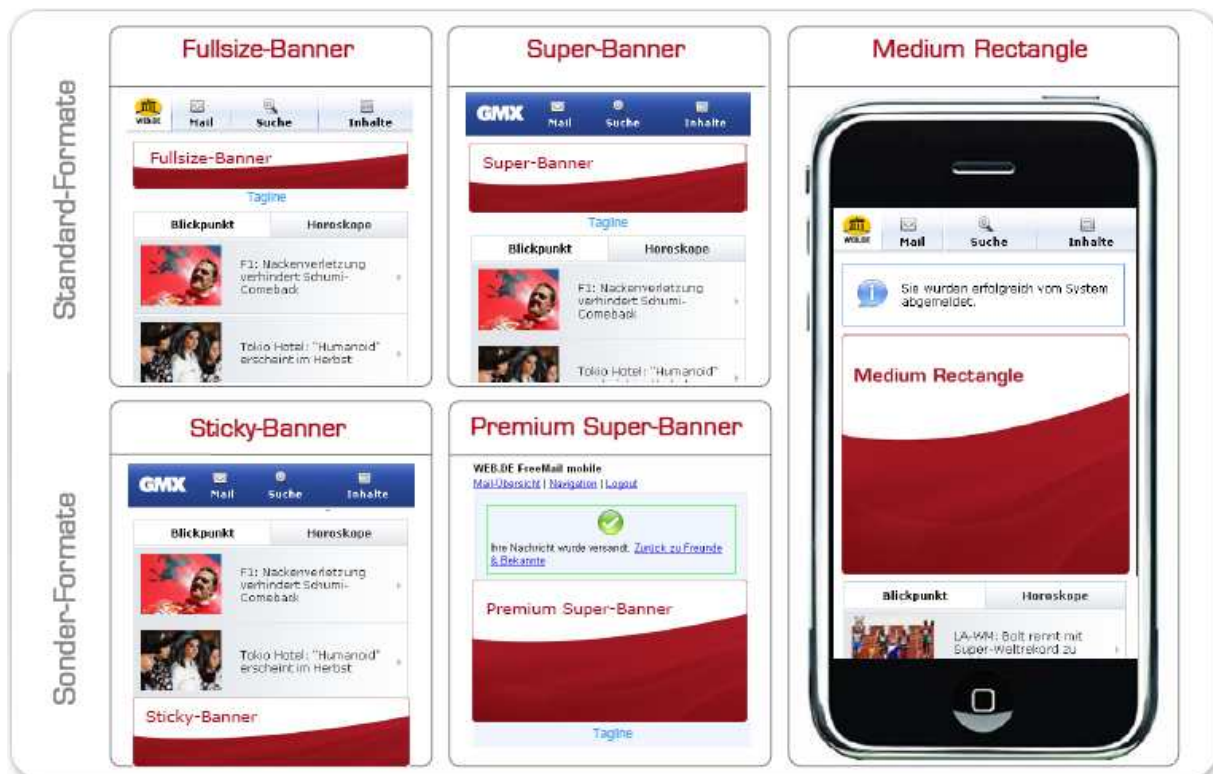 Standard-Formate
Fullsize-Banner
WEB.DE
Mail
Suche
Inhalte
Fullsize-Banner
Tagline
Blickpunkt
Horoskope
F1: Nackenverletzung
verhindert Schumi-
Comeback
Tokio Hotel: "Humanoid"
erscheint im Herbst
Super-Banner
GMX
Mail
Suche
Inhalte
Super-Banner
Tagline
Blickpunkt
Horoskope
F1: Nackenverletzung
verhindert Schumi-
Comeback
Tokio Hotel: "Humanoid"
Medium Rectangle
WEB.DE
Mail
Suche
Inhalte
Sie wurden erfolgreich vom System
abgemeldet.
Medium Rectangle
Blickpunkt
Horoskope
LA-WM: Bolt rennt mit
Super-Weltrekord zu
Sonder-Formate
Sticky-Banner
GMX
Mail
Suche
Inhalte
Blickpunkt
Horoskope
F1: Nackenverletzung
verhindert Schumi-
Comeback
Tokio Hotel: "Humanoid"
erscheint im Herbst
Sticky-Banner
Premium Super-Banner
WEB.DE FreeMail mobile
Mail-Übersicht | Navigation | Logout
Ihre Nachricht wurde versandt. Zurück zu Freunde
& Bekannte
Premium Super-Banner
Tagline